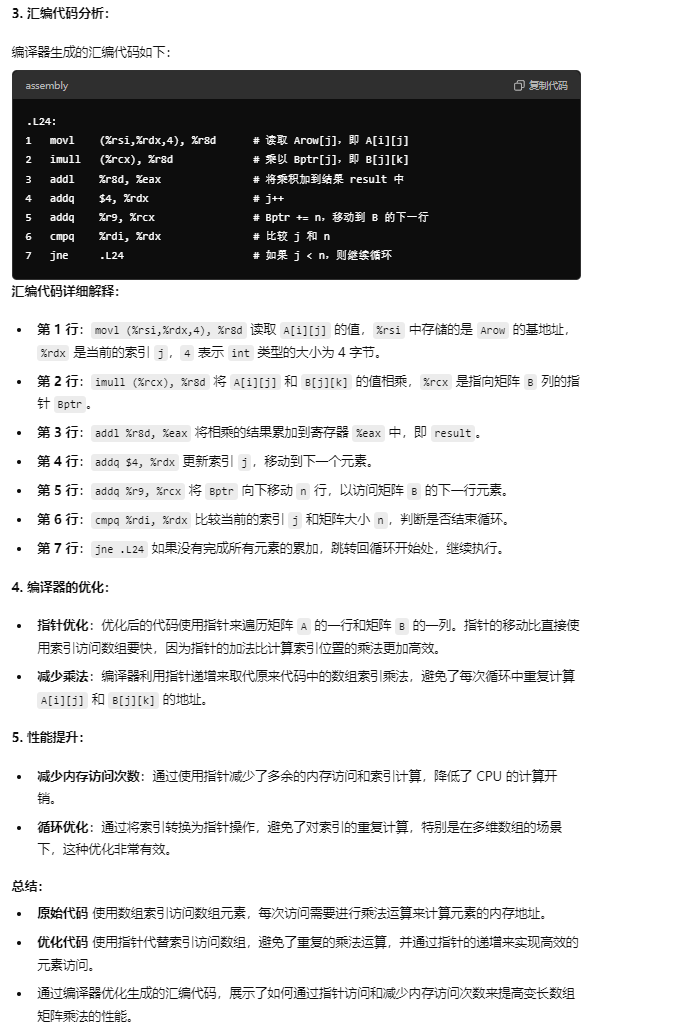 3. 汇编代码分析：
编译器生成的汇编代码如下：
assembly 复制代码
.L24:
1 movl (%rsi,%rdx,4), %r8d # 读取 Arow[j]，即 A[i][j]
2 imull (%rcx), %r8d # 乘以 Bptr[j]，即 B[j][k]
3 addl %r8d, %eax # 将乘积加到结果 result 中
4 addq $4, %rdx # j++
5 addq %r9, %rcx # Bptr += n，移动到 B 的下一行
6 cmpq %rdi, %rdx # 比较 j 和 n
7 jne .L24 # 如果 j < n，则继续循环
汇编代码详细解释：
• 第 1 行：movl (%rsi,%rdx,4), %r8d 读取 A[i][j] 的值，%rsi 中存储的是 Arow 的基地址，
%rdx 是当前的索引 j，4 表示 int 类型的大小为 4 字节。
• 第 2 行：imull (%rcx), %r8d 将 A[i][j] 和 B[j][k] 的值相乘，%rcx 是指向矩阵 B 列的指
针 Bptr。
• 第 3 行：addl %r8d, %eax 将相乘的结果累加到寄存器 %eax 中，即 result。
• 第 4 行：addq $4, %rdx 更新索引 j，移动到下一个元素。
• 第 5 行：addq %r9, %rcx 将 Bptr 向下移动 n 行，以访问矩阵 B 的下一行元素。
• 第 6 行：cmpq %rdi, %rdx 比较当前的索引 j 和矩阵大小 n，判断是否结束循环。
• 第 7 行：jne .L24 如果没有完成所有元素的累加，跳转回循环开始处，继续执行。
4. 编译器的优化：
• 指针优化：优化后的代码使用指针来遍历矩阵 A 的一行和矩阵 B 的一列。指针的移动比直接使
用索引访问数组要快，因为指针的加法比计算索引位置的乘法更加高效。
• 减少乘法：编译器利用指针递增来取代原来代码中的数组索引乘法，避免了每次循环中重复计算
A[i][j] 和 B[j][k] 的地址。
5. 性能提升：
• 减少内存访问次数：通过使用指针减少了多余的内存访问和索引计算，降低了 CPU 的计算开
销。
• 循环优化：通过将索引转换为指针操作，避免了对索引的重复计算，特别是在多维数组的场景
下，这种优化非常有效。
总结：
• 原始代码 使用数组索引访问数组元素，每次访问需要进行乘法运算来计算元素的内存地址。
• 优化代码 使用指针代替索引访问数组，避免了重复的乘法运算，并通过指针的递增来实现高效的
元素访问。
• 通过编译器优化生成的汇编代码，展示了如何通过指针访问和减少内存访问次数来提高变长数组
矩阵乘法的性能。